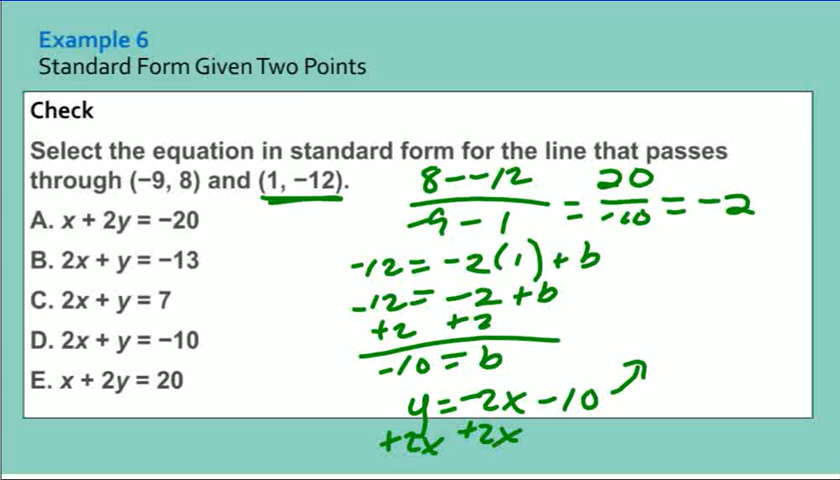 Example 6
Standard Form Given Two Points
Check
Select the equation in standard form for the line that passes
through (−9, 8) and (1, −12).
8--12
-9 - 1
=
20
-10
= -2
A. x + 2y = −20
B. 2x + y = −13
C. 2x + y = 7
D. 2x + y = −10
E. x + 2y = 20
-12 = -2(1) + b
-12 = -2 + b
+2 +2
-10 = b
y = -2x - 10
+2x +2x